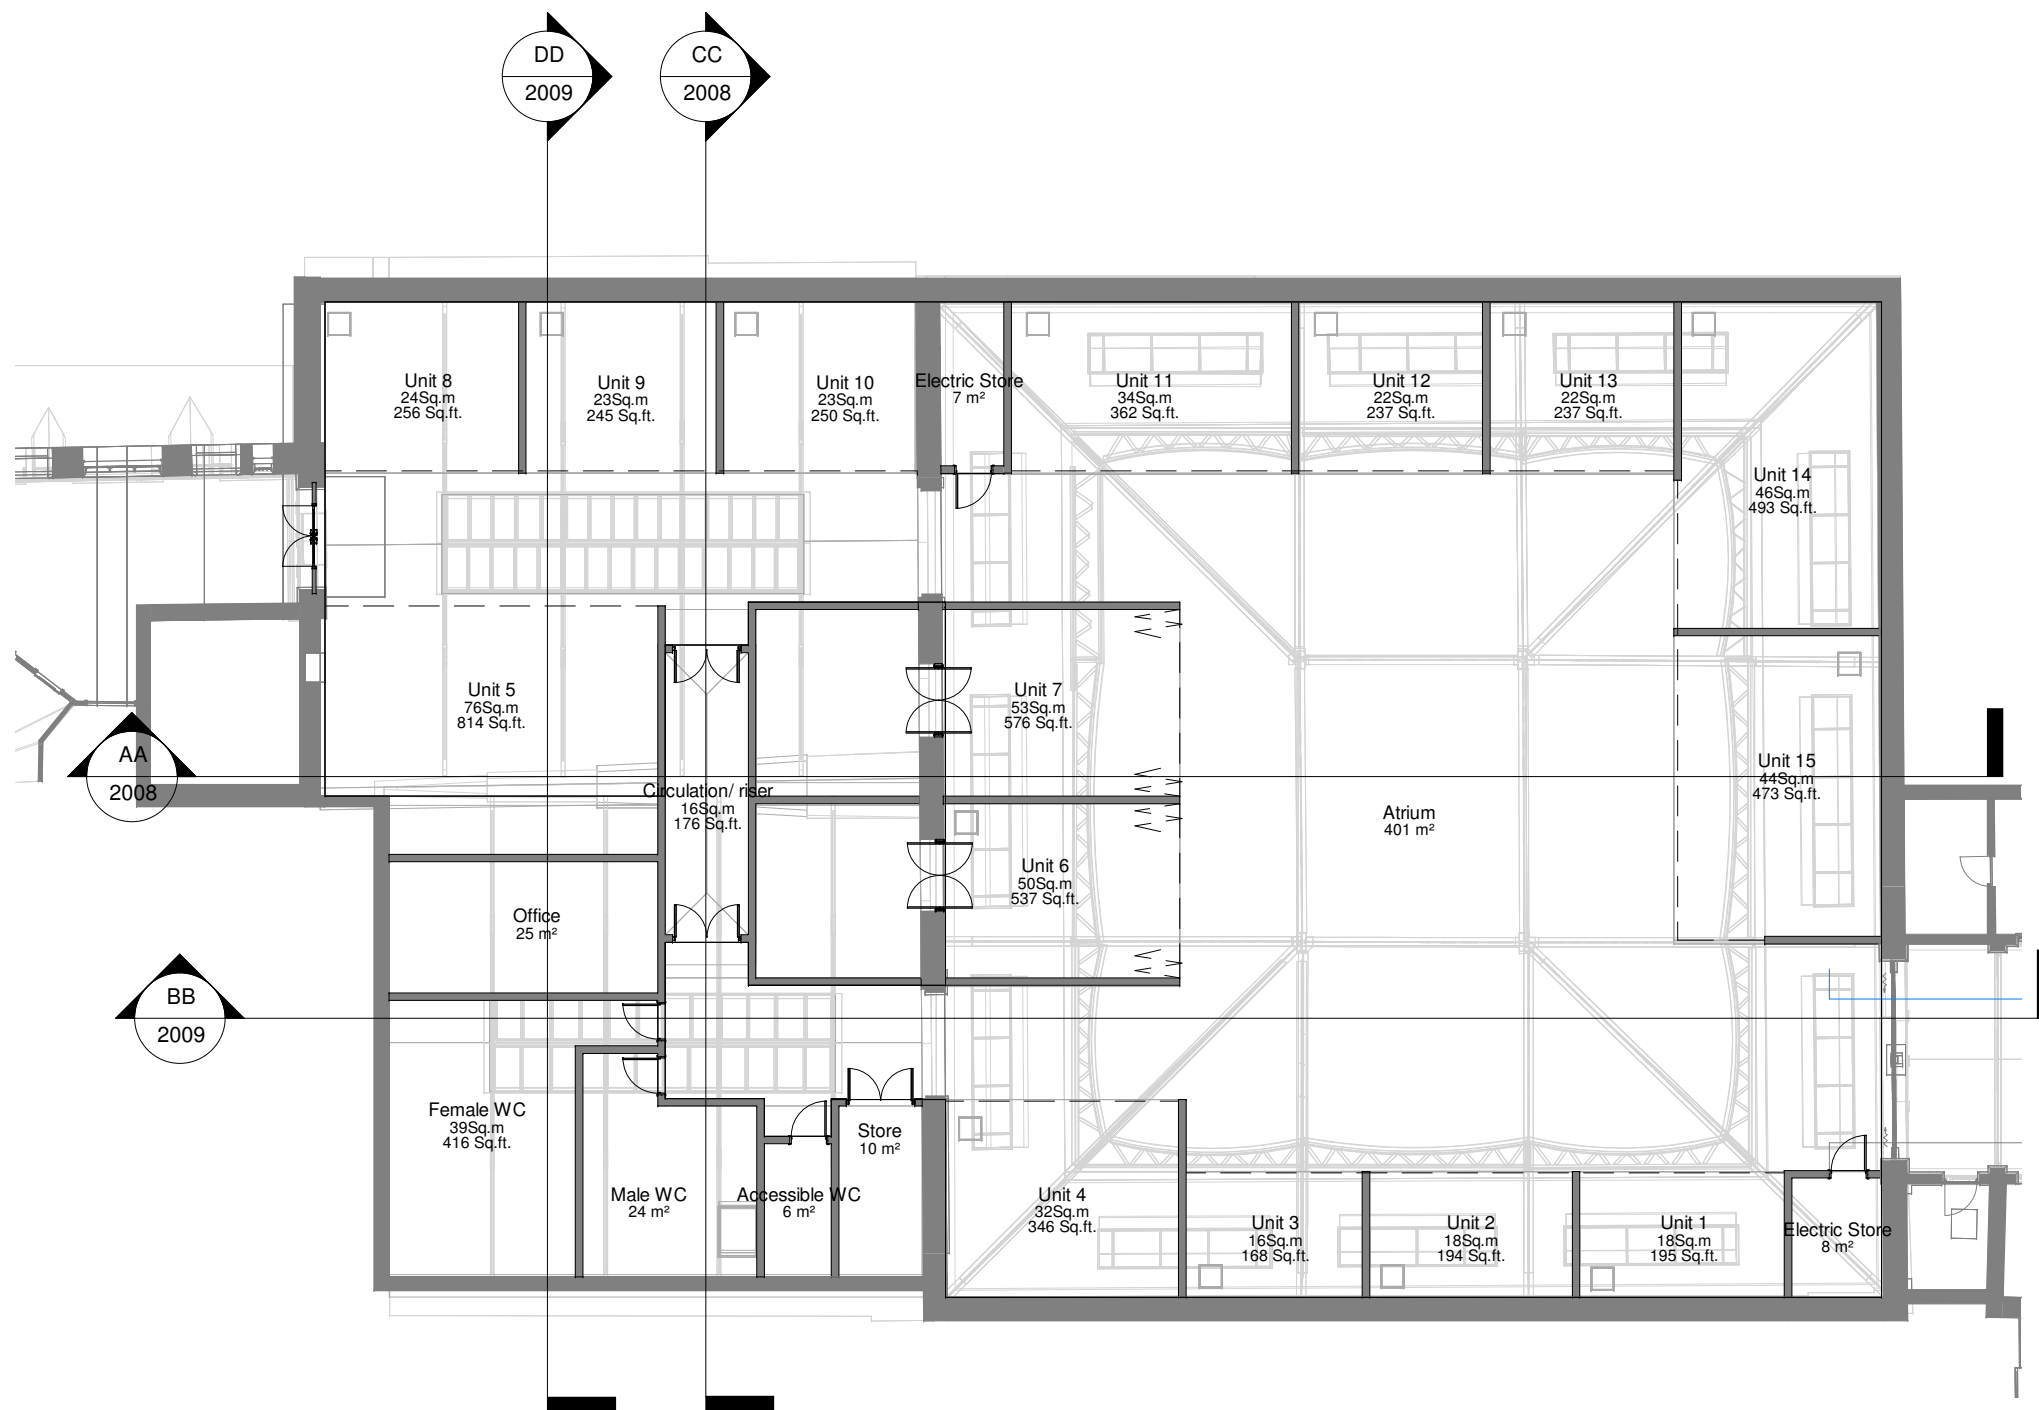 DD
2009
CC
2008
Unit 8
24Sq.m
256 Sq.ft.
Unit 9
23Sq.m
245 Sq.ft.
Unit 10
23Sq.m
250 Sq.ft.
Electric Store
7 m²
Unit 11
34Sq.m
362 Sq.ft.
Unit 12
22Sq.m
237 Sq.ft.
Unit 13
22Sq.m
237 Sq.ft.
Unit 14
46Sq.m
493 Sq.ft.
Unit 5
76Sq.m
814 Sq.ft.
Unit 7
53Sq.m
576 Sq.ft.
AA
2008
Circulation/ riser
16Sq.m
176 Sq.ft.
Unit 15
44Sq.m
473 Sq.ft.
Atrium
401 m²
Unit 6
50Sq.m
537 Sq.ft.
Office
25 m²
BB
2009
Female WC
39Sq.m
416 Sq.ft.
Store
10 m²
Male WC
24 m²
Accessible WC
6 m²
Unit 4
32Sq.m
346 Sq.ft.
Unit 3
16Sq.m
168 Sq.ft.
Unit 2
18Sq.m
194 Sq.ft.
Unit 1
18Sq.m
195 Sq.ft.
Electric Store
8 m²